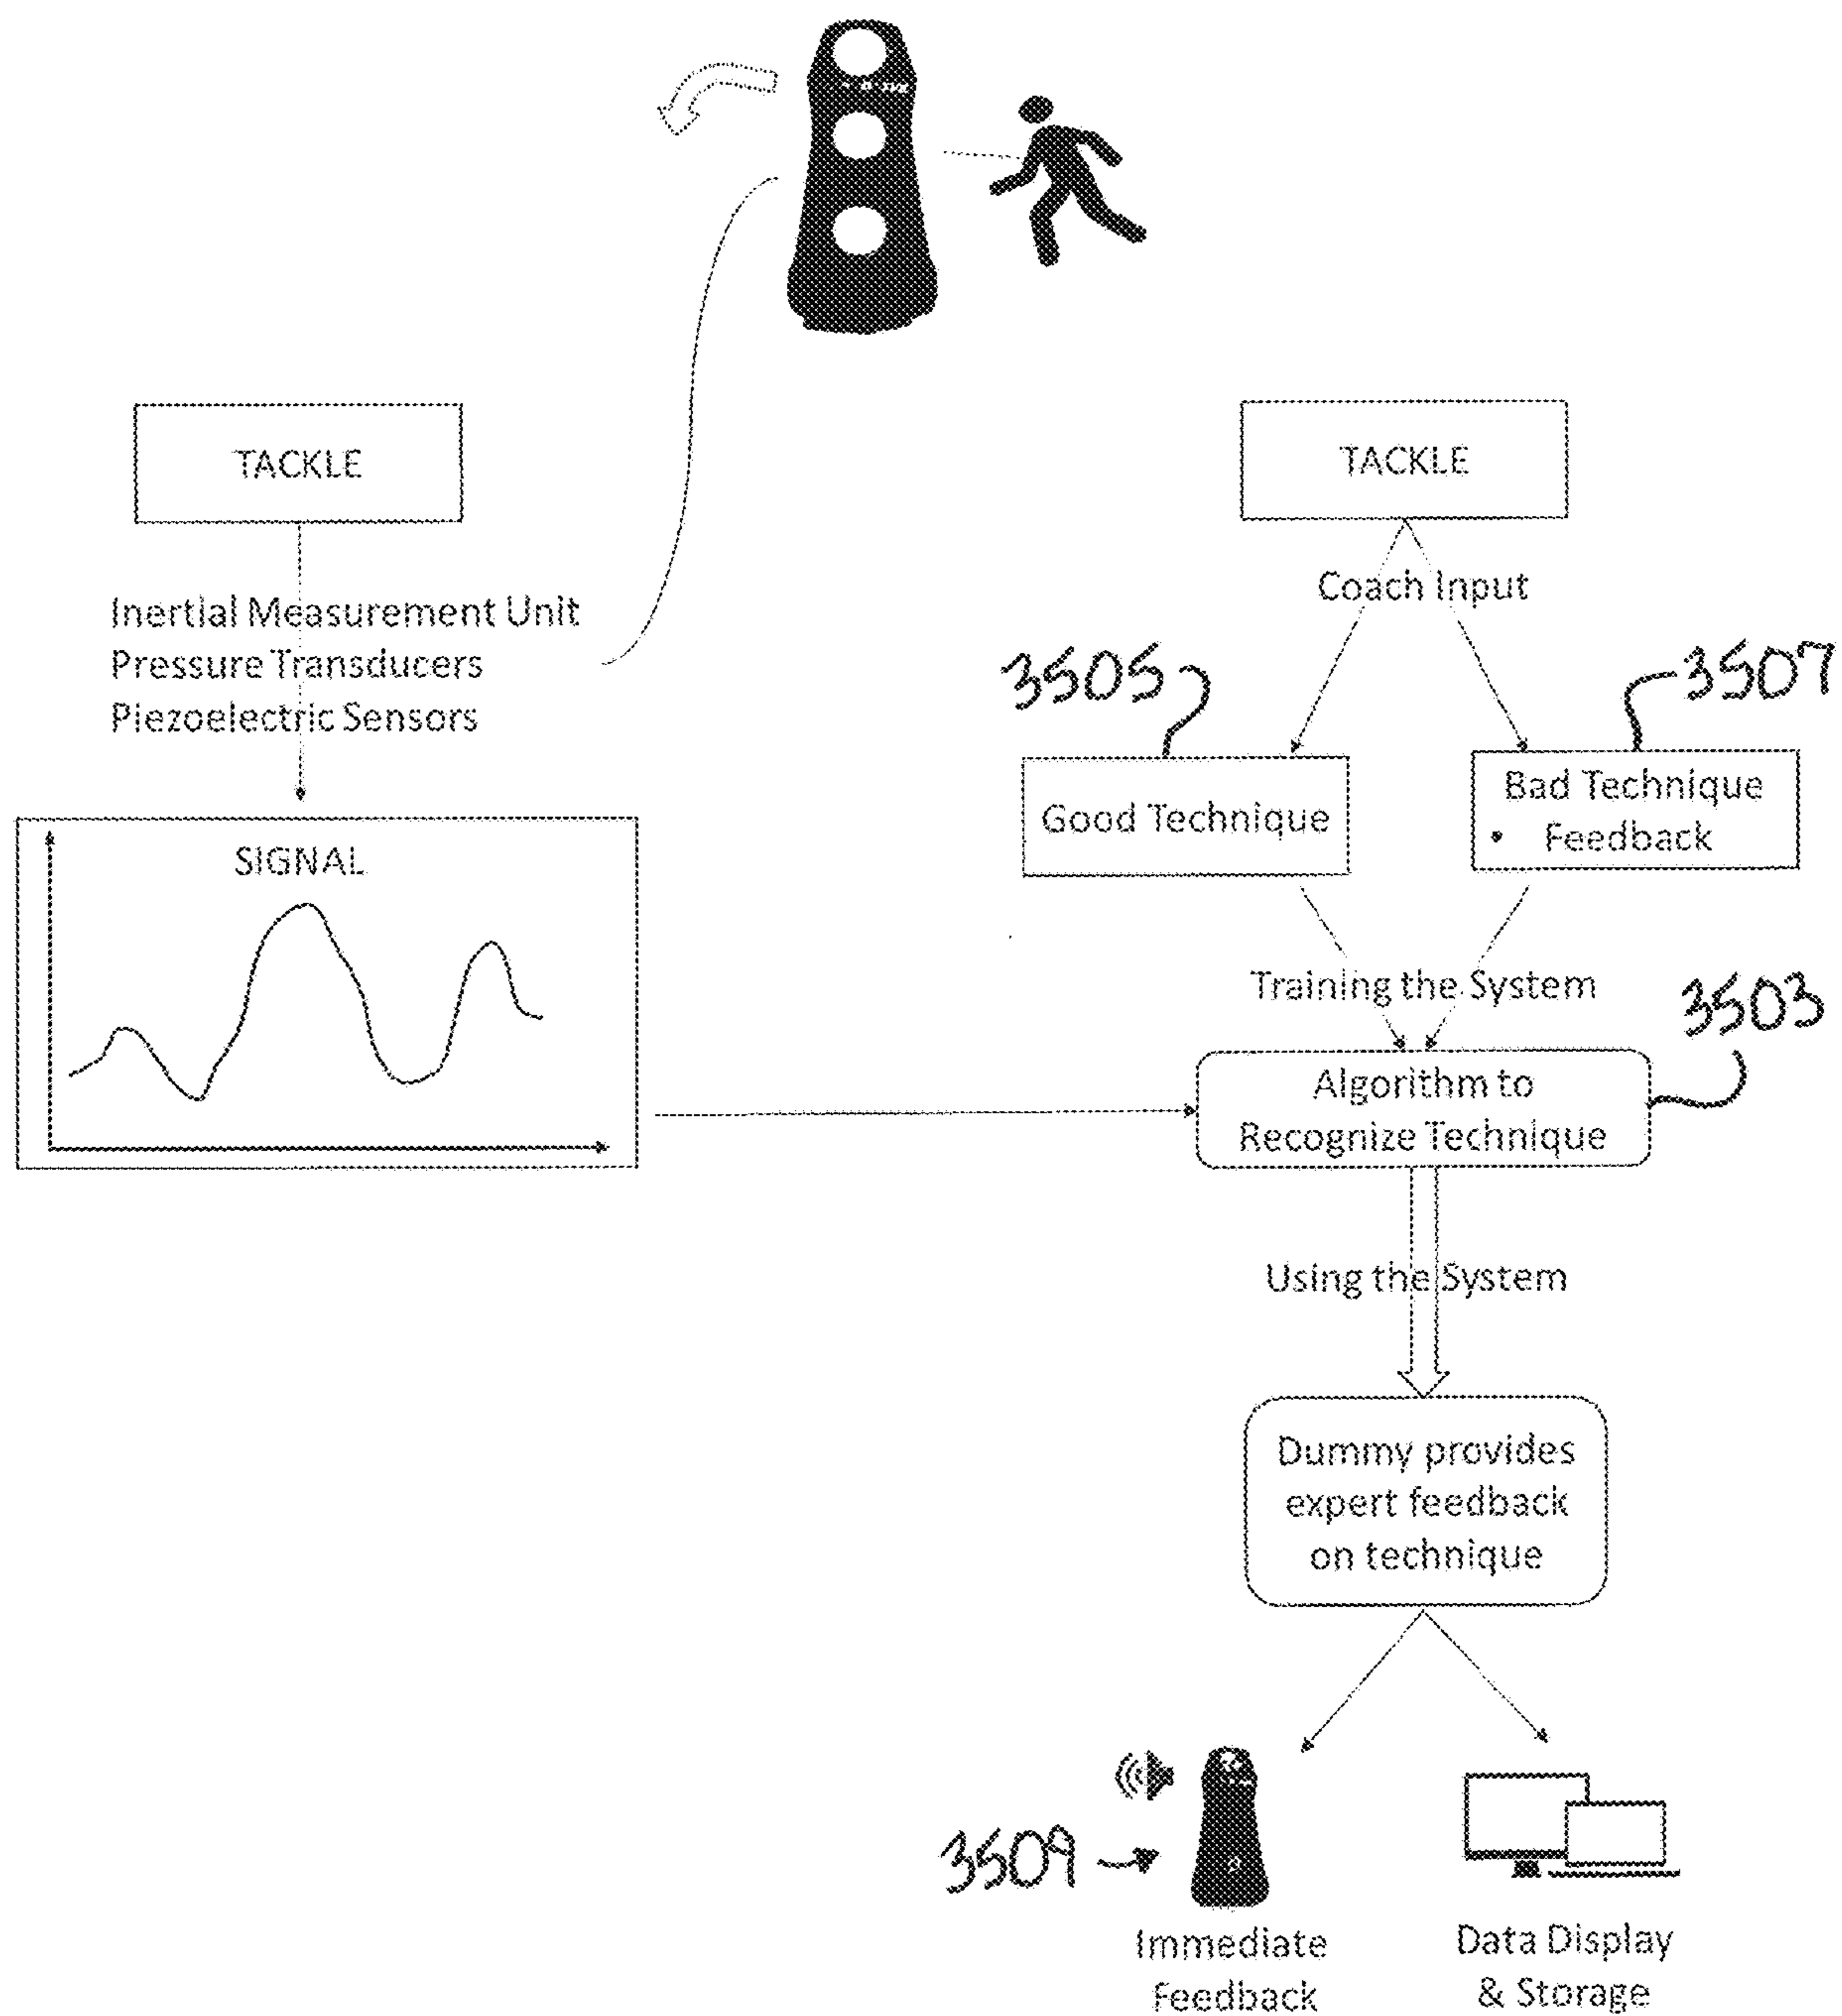 TACKLE
Inertial Measurement Unit
Pressure Transducers
Piezoelectric Sensors
SIGNAL
TACKLE
Coach Input
3505
3507
Good Technique
Bad Technique
• Feedback
Training the System
3503
Algorithm to
Recognize Technique
Using the System
Dummy provides
expert feedback
on technique
3509
Immediate
Feedback
Data Display
& Storage